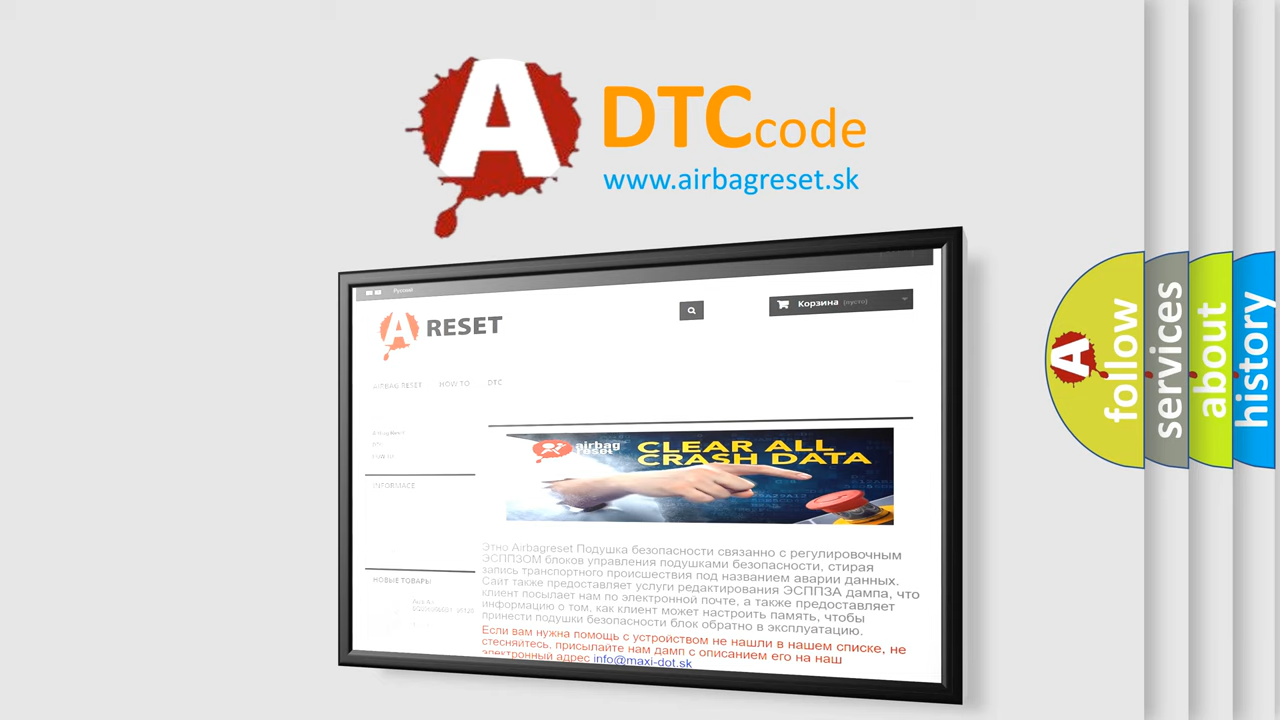 A DTCcode
www.airbagreset.sk
Русский
A RESET
Корзина (пусто)
AIRBAG RESET HOW TO DTC
INFORMACE
airbag
reset
CLEAR ALL
CRASH DATA
Этно Airbagreset Подушка безопасности связанно с регулировочным
ЭСППЗОМ блоков управления подушками безопасности, стирая
запись транспортного происшествия под названием аварии данных.
Сайт также предоставляет услуги редактирования ЭСППЗА дампа, что
клиент посылает нам по электронной почте, а также предоставляет
информацию о том, как клиент может настроить память, чтобы
принести подушки безопасности блок обратно в эксплуатацию.
Если вам нужна помощь с устройством не нашли в нашем списке, не
стесняйтесь, присылайте нам дамп с описанием его на наш
электронный адрес info@maxi-dot.sk
НОВЫЕ ТОВАРЫ
A follow
services
about
history